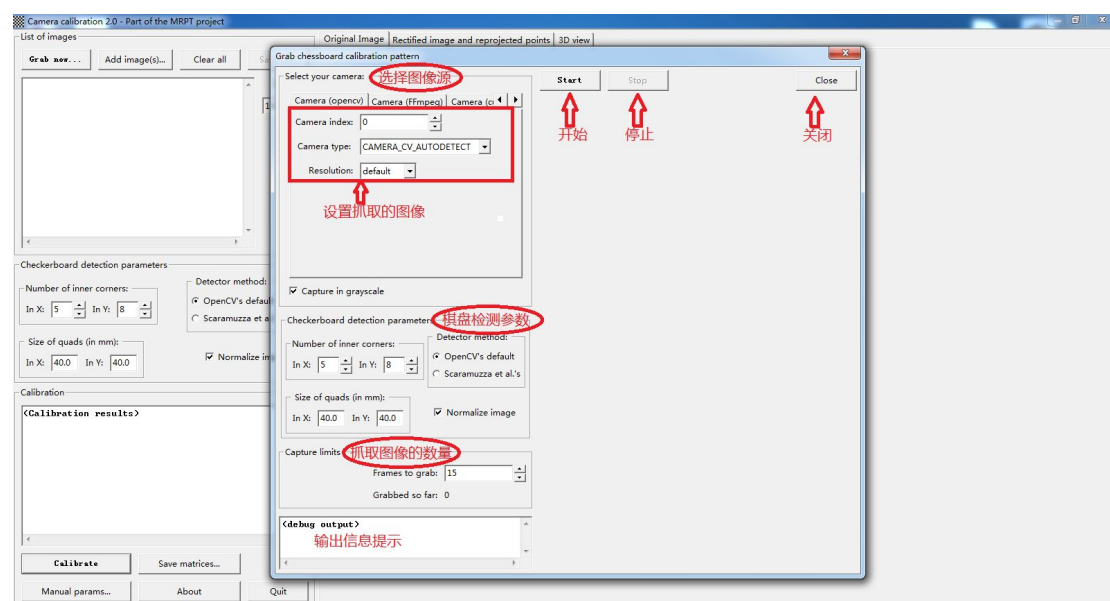 Camera calibration 2.0 - Part of the MRPT project
List of images
Grab now...
Add image(s)...
Clear all
Original Image
Rectified image and reprojected points
3D view
Checkerboard detection parameters
Number of inner corners:
In X: 5 In Y: 8
Detector method:
OpenCV's defaul
Scaramuzza et a
Size of quads (in mm):
In X: 40.0 In Y: 40.0
Normalize im
Calibration
(Calibration results)
Calibrate
Save matrices...
Manual params...
About
Quit
Grab chessboard calibration pattern
Select your camera:
选择图像源
Camera (opencv)
Camera (FFmpeg)
Camera index: 0
Camera type: CAMERA_CV_AUTODETECT
Resolution: default
设置抓取的图像
Capture in grayscale
Checkerboard detection parameter
棋盘检测参数
Number of inner corners:
In X: 5 In Y: 8
Detector method:
OpenCV's default
Scaramuzza et al.'s
Size of quads (in mm):
In X: 40.0 In Y: 40.0
Normalize image
Capture limits
抓取图像的数量
Frames to grab: 15
Grabbed so far: 0
(debug output)
输出信息提示
Start
Stop
Close
开始
停止
关闭